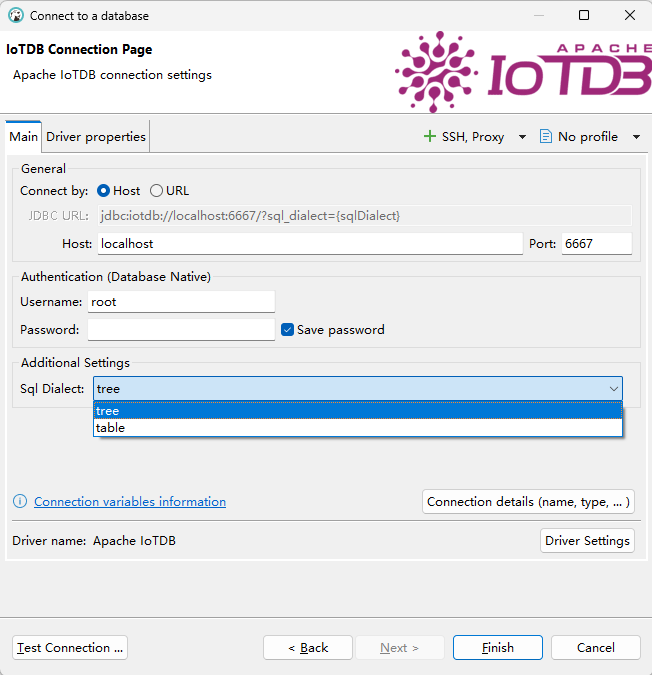 Connect to a database
IoTDB Connection Page
Apache IoTDB connection settings
APACHE
IoTDB
Main Driver properties SSH, Proxy No profile
General
Connect by: Host URL
JDBC URL: jdbc:iotdb://localhost:6667/?sql_dialect={sqlDialect}
Host: localhost Port: 6667
Authentication (Database Native)
Username: root
Password: Save password
Additional Settings
Sql Dialect: tree
tree
table
Connection variables information Connection details (name, type, ... )
Driver name: Apache IoTDB Driver Settings
Test Connection ... < Back Next > Finish Cancel